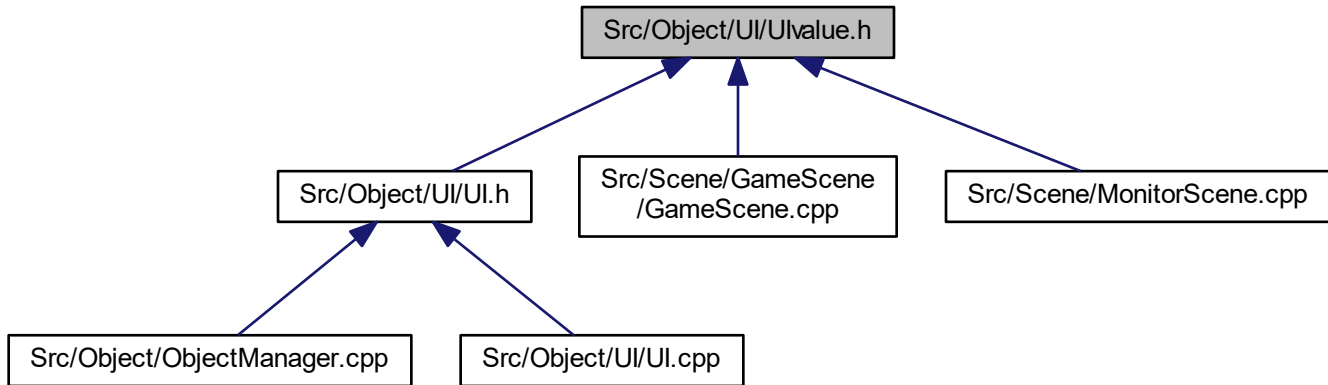 Src/Object/UI/UIvalue.h
Src/Object/UI/UI.h
Src/Scene/GameScene
/GameScene.cpp
Src/Scene/MonitorScene.cpp
Src/Object/ObjectManager.cpp
Src/Object/UI/UI.cpp